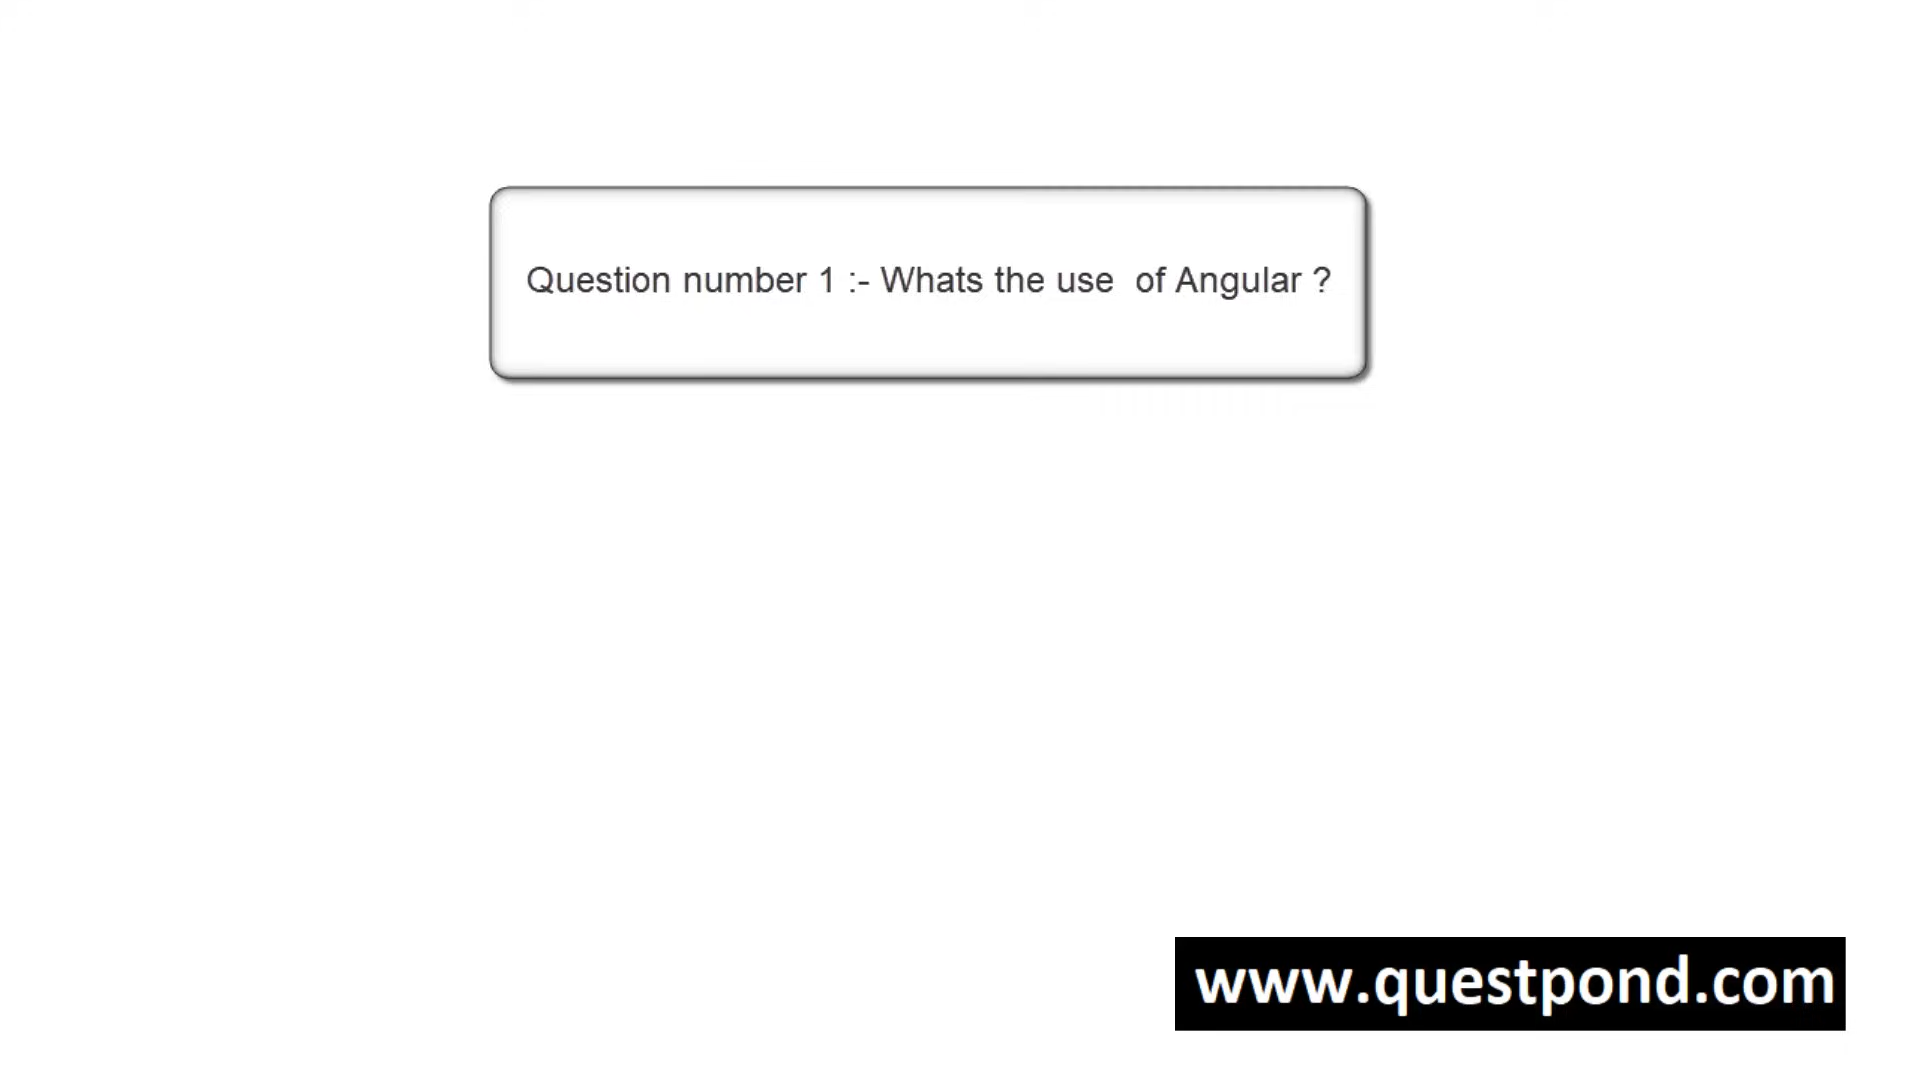 Question number 1 :- Whats the use  of Angular ?
www.questpond.com